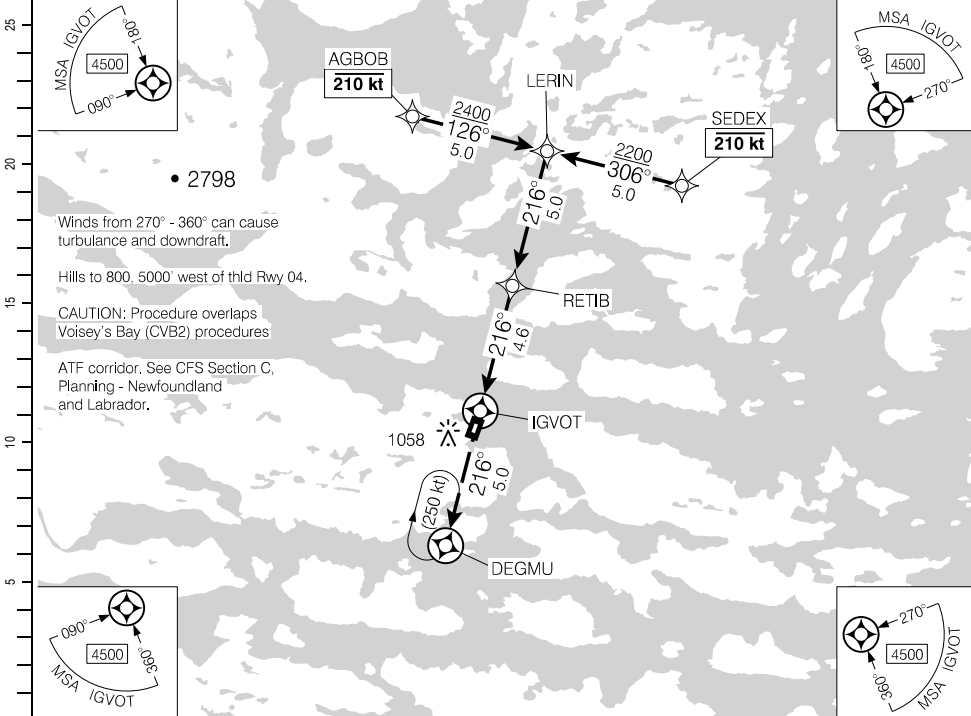 25
20
15
10
5
MSA IGVOT
180°
4500
090°
MSA IGVOT
180°
4500
270°
AGBOB
210 kt
LERIN
SEDEX
210 kt
2400
126°
5.0
2200
306°
5.0
2798
216°
5.0
Winds from 270° - 360° can cause
turbulance and downdraft.
Hills to 800, 5000' west of thld Rwy 04.
CAUTION: Procedure overlaps
Voisey's Bay (CVB2) procedures
ATF corridor, See CFS Section C,
Planning - Newfoundland
and Labrador.
RETIB
216°
4.6
IGVOT
1058
216°
5.0
(250 kt)
DEGMU
090°
4500
360°
MSA IGVOT
270°
4500
360°
MSA IGVOT